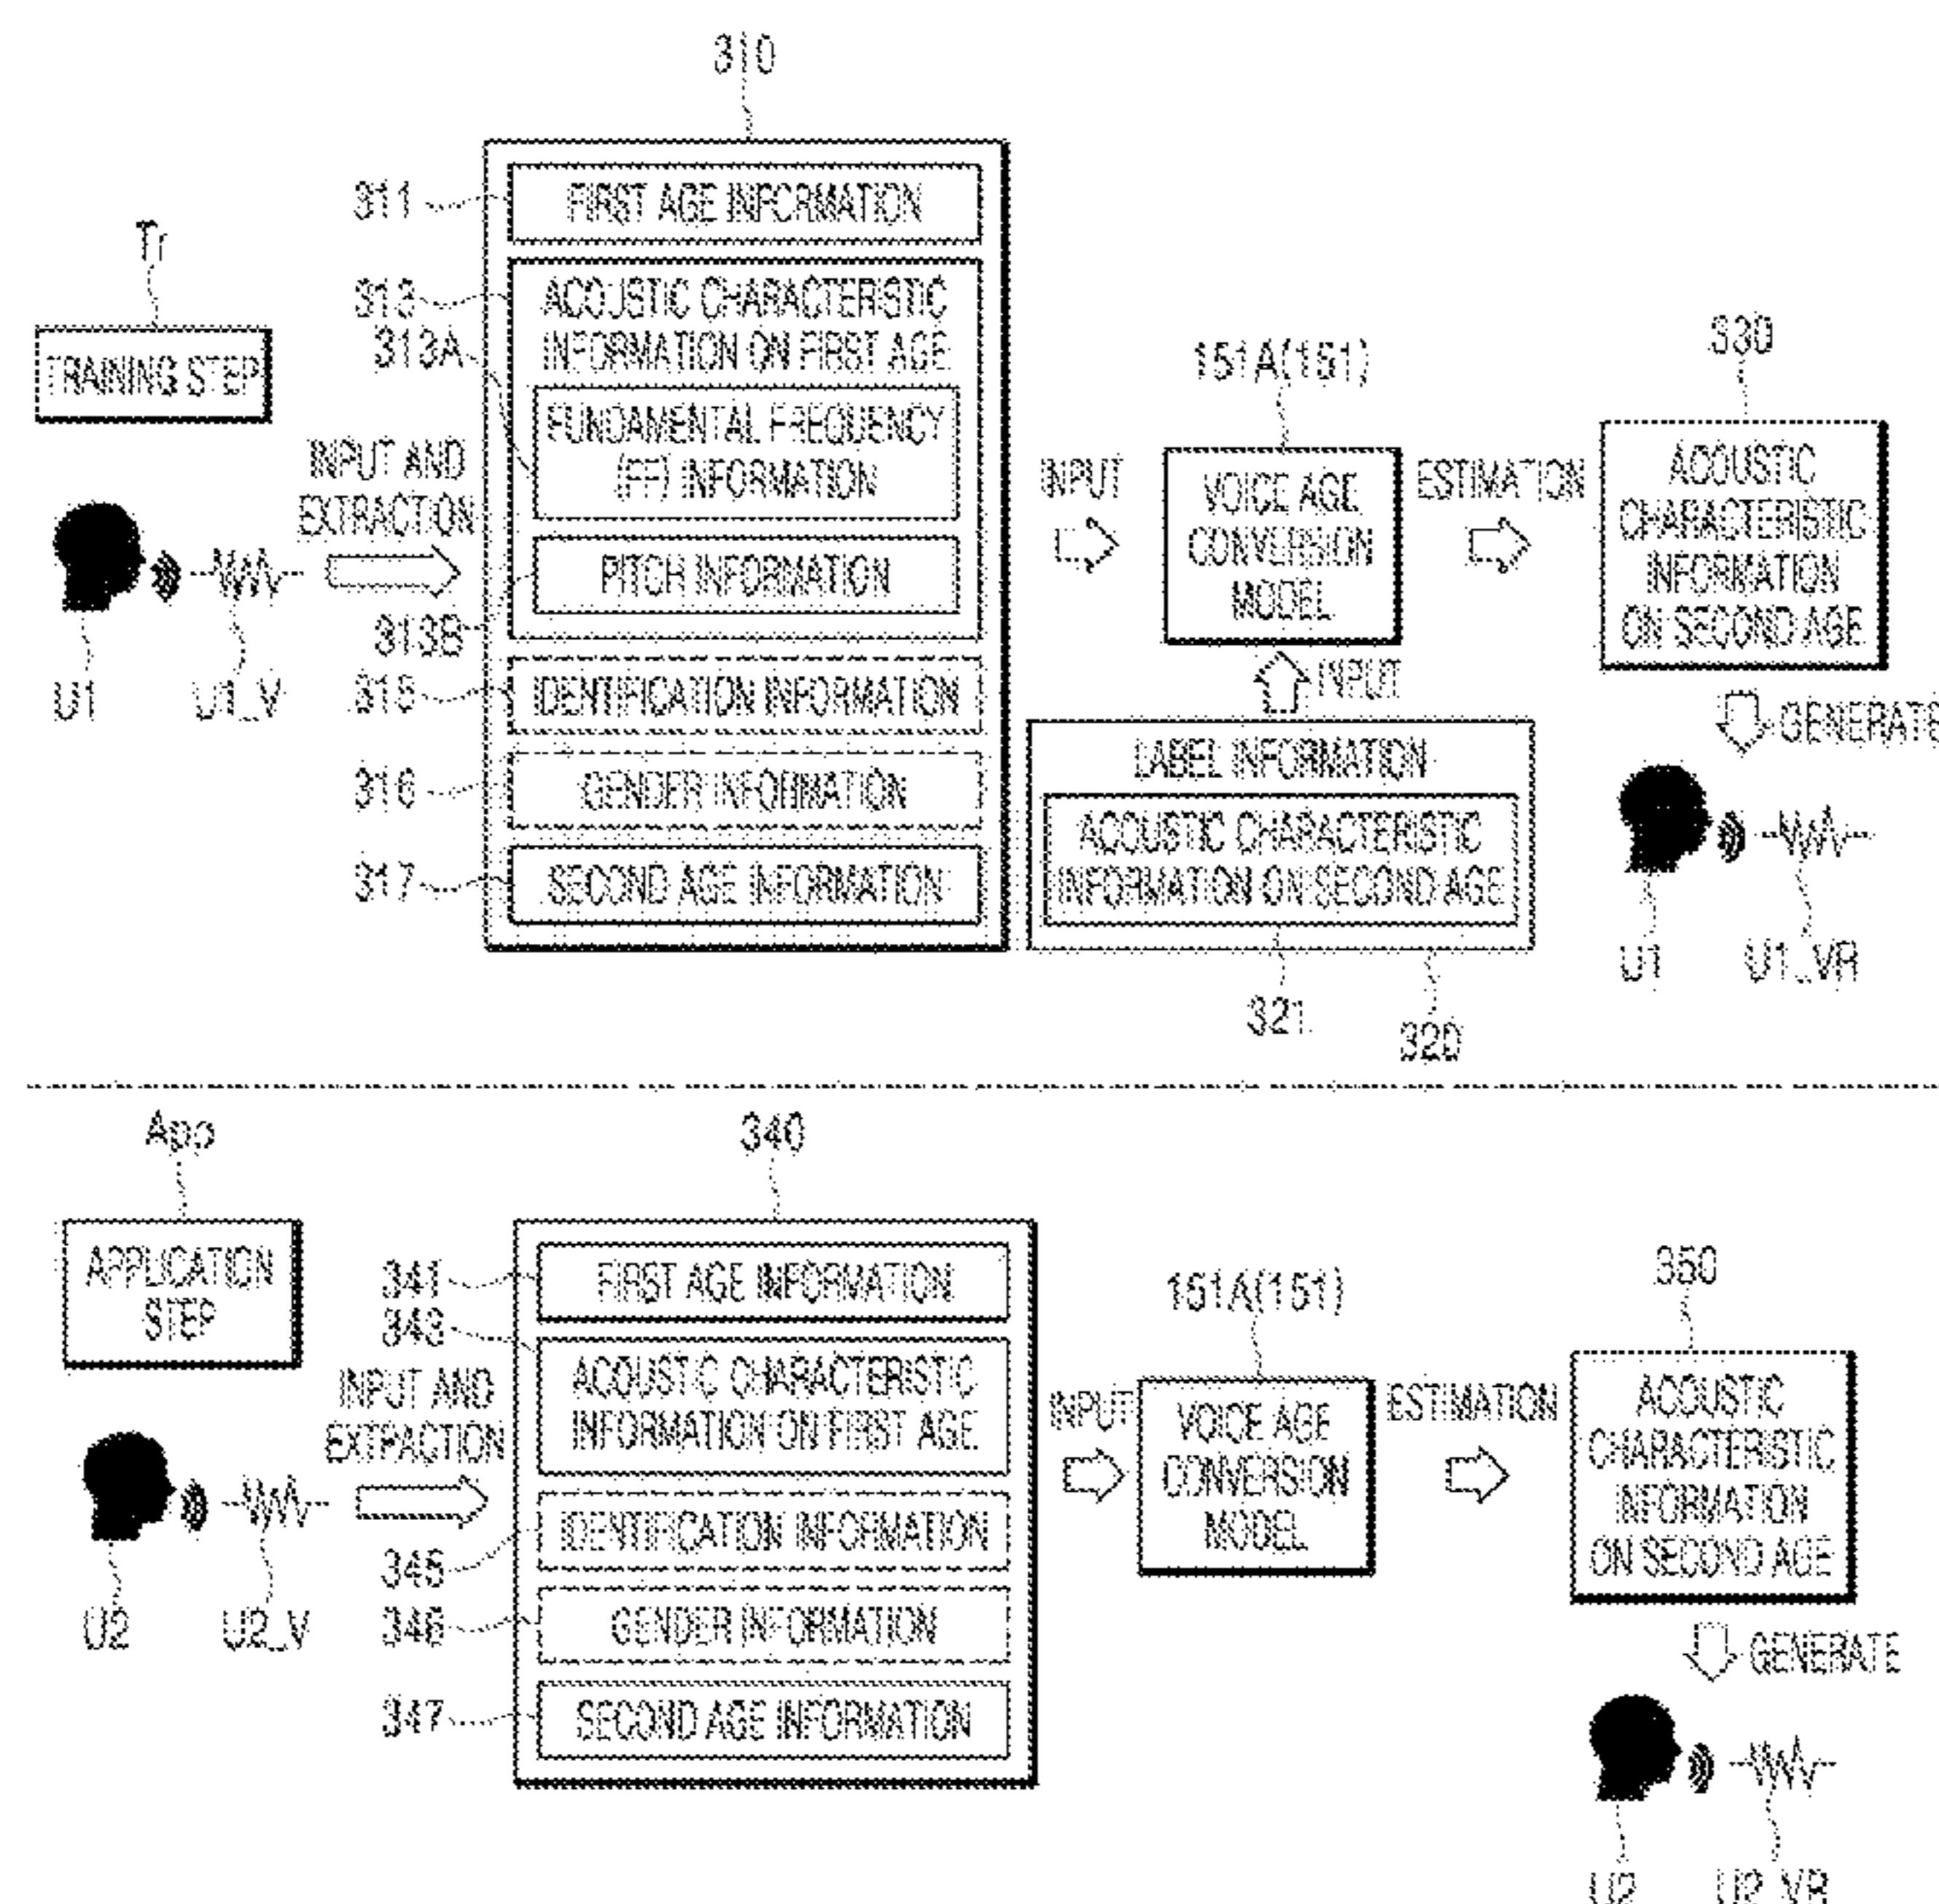 310
311
FIRST AGE INFORMATION
Tr
313
ACOUSTIC CHARACTERISTIC
INFORMATION ON FIRST AGE
313A
TRAINING STEP
FUNDAMENTAL FREQUENCY
(FF) INFORMATION
INPUT AND
EXTRACTION
PITCH INFORMATION
313B
U1
U1_V
315
IDENTIFICATION INFORMATION
316
GENDER INFORMATION
317
SECOND AGE INFORMATION
INPUT
151A(151)
VOICE AGE
CONVERSION
MODEL
ESTIMATION
330
ACOUSTIC
CHARACTERISTIC
INFORMATION
ON SECOND AGE
INPUT
LABEL INFORMATION
ACOUSTIC CHARACTERISTIC
INFORMATION ON SECOND AGE
321
320
GENERATE
U1
U1_VR
App
340
APPLICATION
STEP
341
FIRST AGE INFORMATION
343
ACOUSTIC CHARACTERISTIC
INFORMATION ON FIRST AGE
INPUT AND
EXTRACTION
U2
U2_V
345
IDENTIFICATION INFORMATION
346
GENDER INFORMATION
347
SECOND AGE INFORMATION
INPUT
151A(151)
VOICE AGE
CONVERSION
MODEL
ESTIMATION
350
ACOUSTIC
CHARACTERISTIC
INFORMATION
ON SECOND AGE
GENERATE
U2
U2_VR